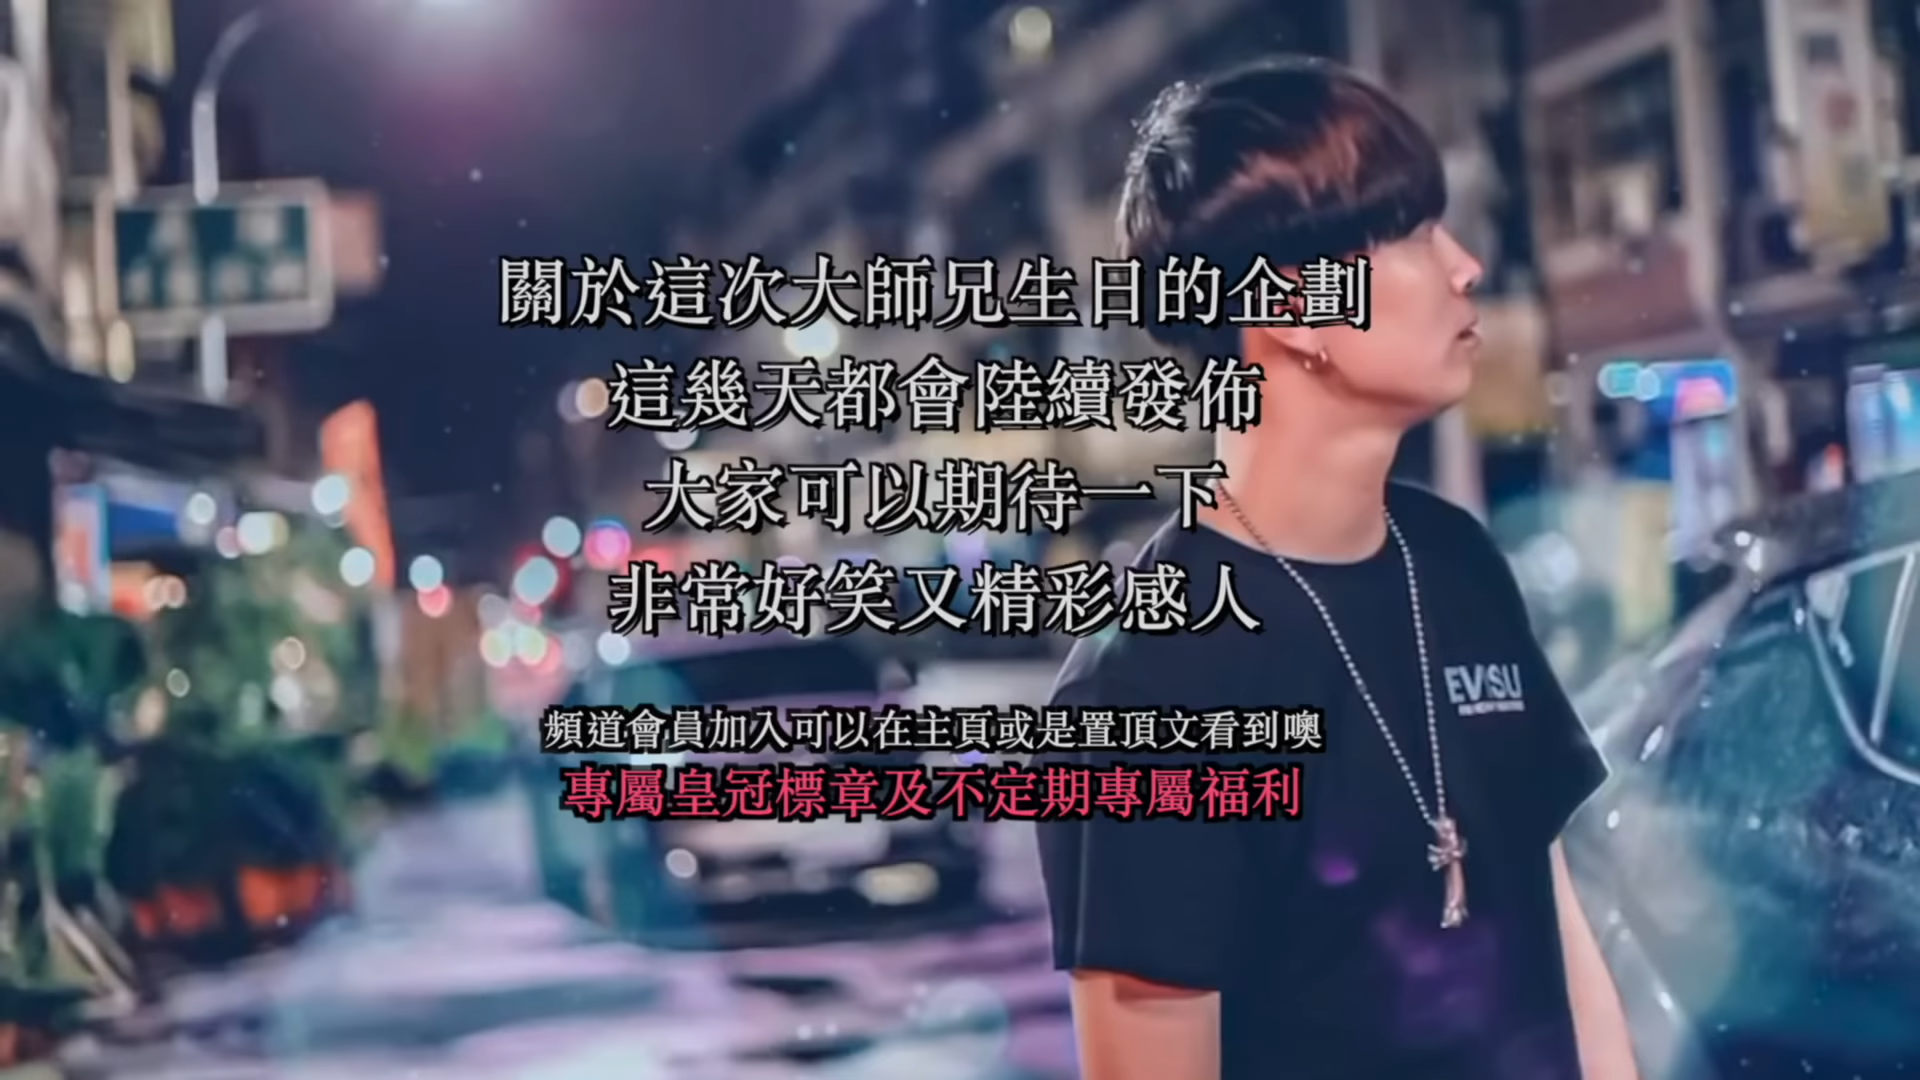 關於這次大師兄生日的企劃
這幾天都會陸續發佈
大家可以期待一下
非常好笑又精彩感人
EVISU
頻道會員加入可以在主頁或是置頂文看到噢
專屬皇冠標章及不定期專屬福利